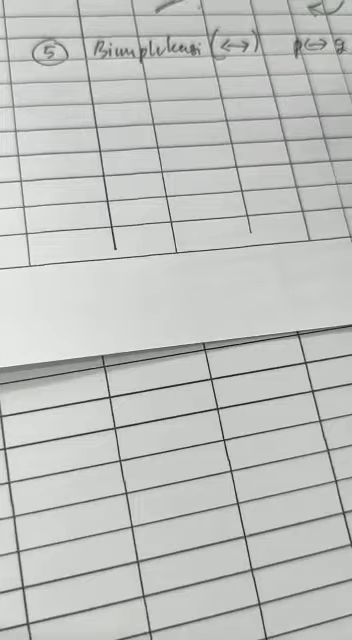 ⑤ Biimplikasi (↔) p↔q